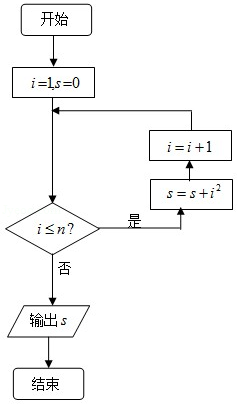 开始
i=1,s=0
i=i+1
s=s+i²
i≤n?
是
否
输出s
结束